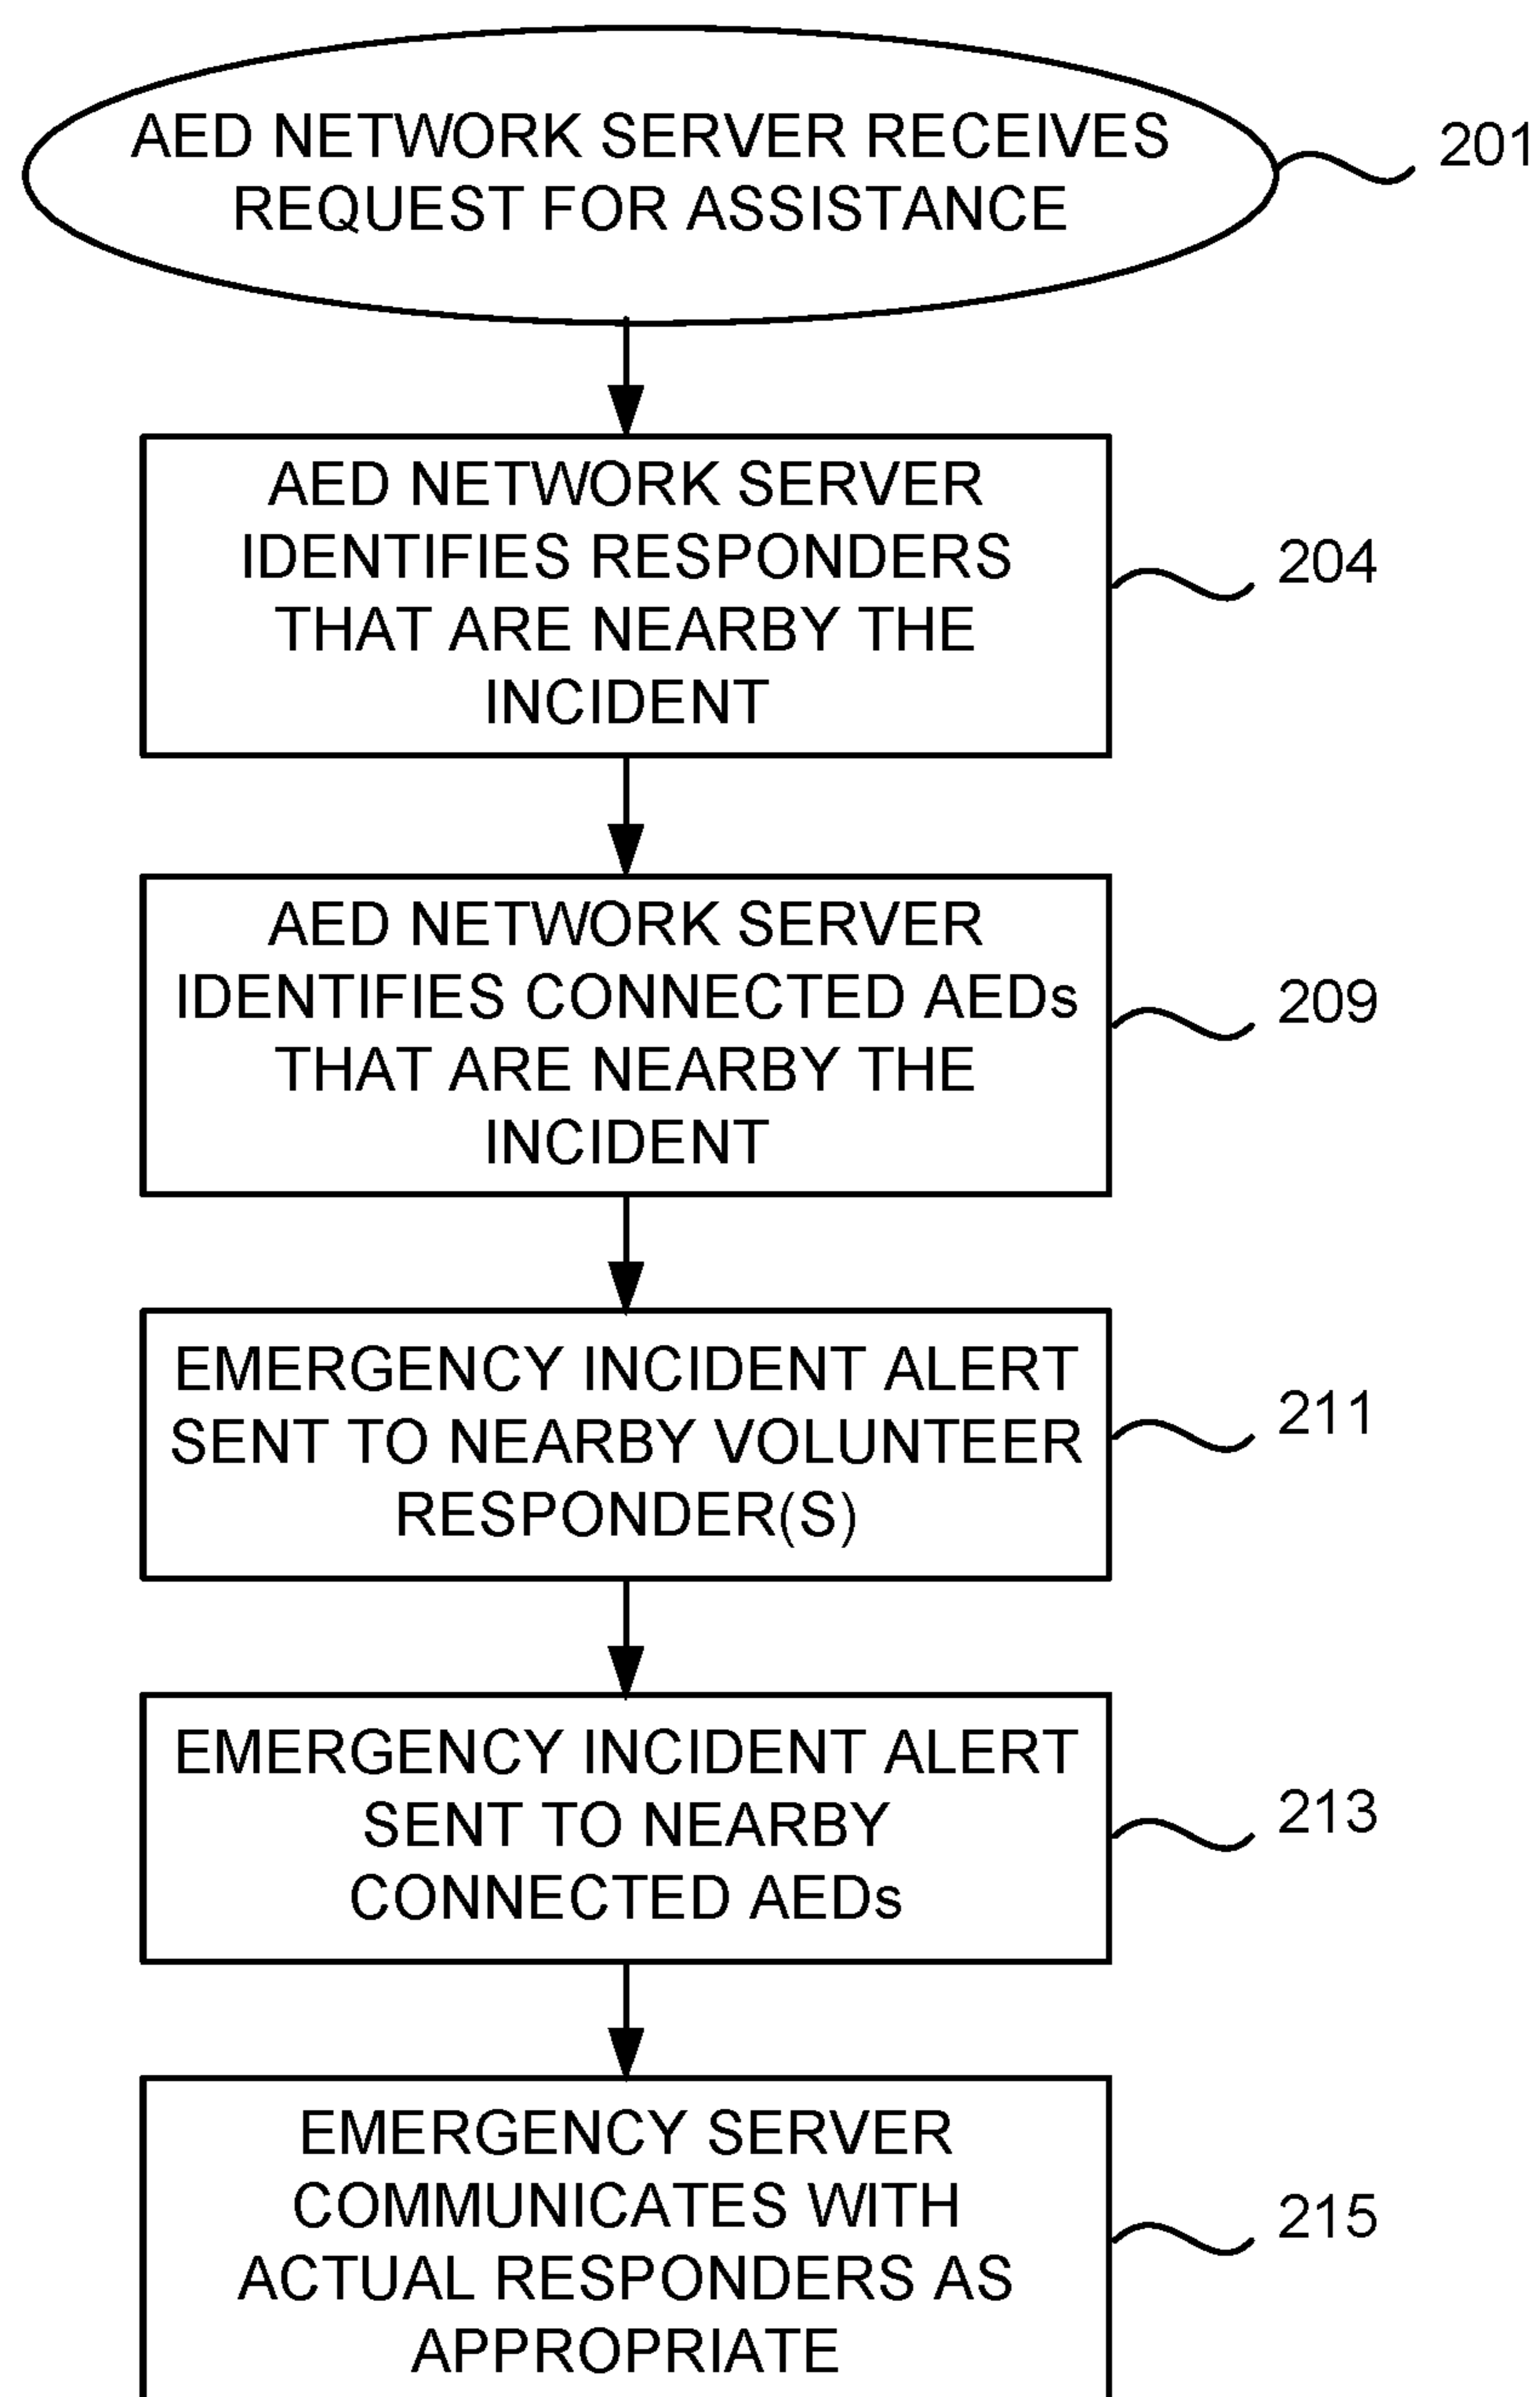 AED NETWORK SERVER RECEIVES
REQUEST FOR ASSISTANCE
201
AED NETWORK SERVER
IDENTIFIES RESPONDERS
THAT ARE NEARBY THE
INCIDENT
204
AED NETWORK SERVER
IDENTIFIES CONNECTED AEDs
THAT ARE NEARBY THE
INCIDENT
209
EMERGENCY INCIDENT ALERT
SENT TO NEARBY VOLUNTEER
RESPONDER(S)
211
EMERGENCY INCIDENT ALERT
SENT TO NEARBY
CONNECTED AEDs
213
EMERGENCY SERVER
COMMUNICATES WITH
ACTUAL RESPONDERS AS
APPROPRIATE
215